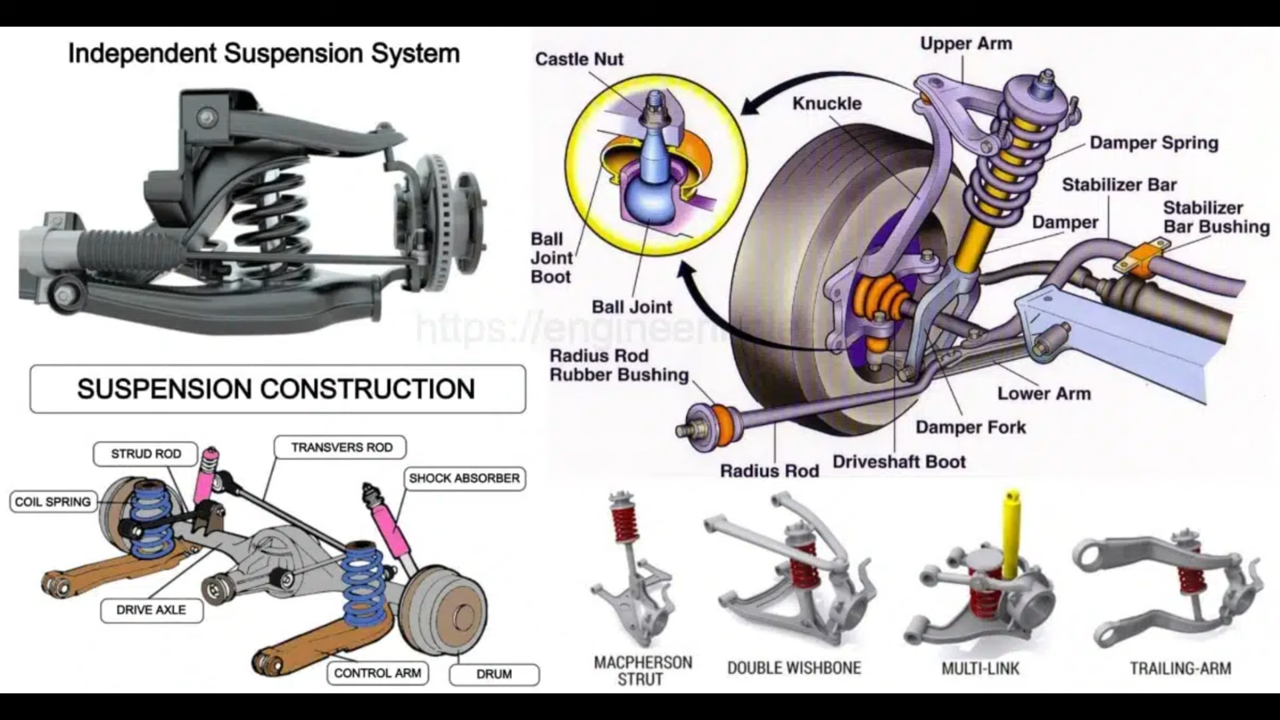 Independent Suspension System
Castle Nut
Upper Arm
Knuckle
Damper Spring
Stabilizer Bar
Stabilizer
Bar Bushing
Damper
Ball
Joint
Boot
Ball Joint
Radius Rod
Rubber Bushing
Lower Arm
Damper Fork
Driveshaft Boot
Radius Rod
SUSPENSION CONSTRUCTION
STRUD ROD
TRANSVERS ROD
SHOCK ABSORBER
COIL SPRING
DRIVE AXLE
CONTROL ARM
DRUM
MACPHERSON
STRUT
DOUBLE WISHBONE
MULTI-LINK
TRAILING-ARM